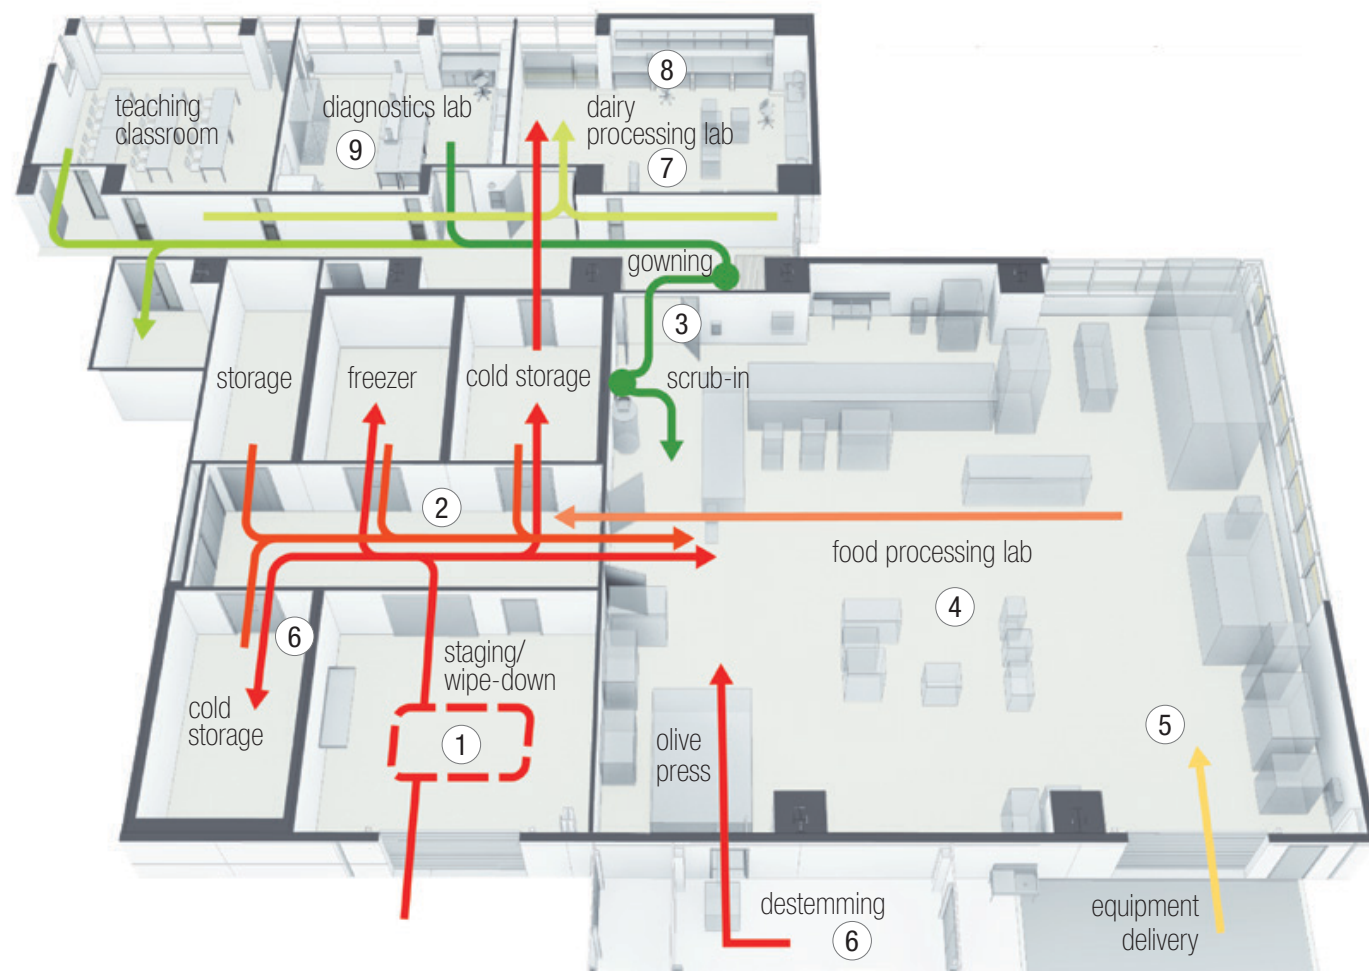 8
teaching
classroom
diagnostics lab
9
dairy
processing lab
7
gowning
3
scrub-in
storage
freezer
cold storage
2
food processing lab
4
6
staging/
wipe-down
cold
storage
1
olive
press
5
destemming
6
equipment
delivery